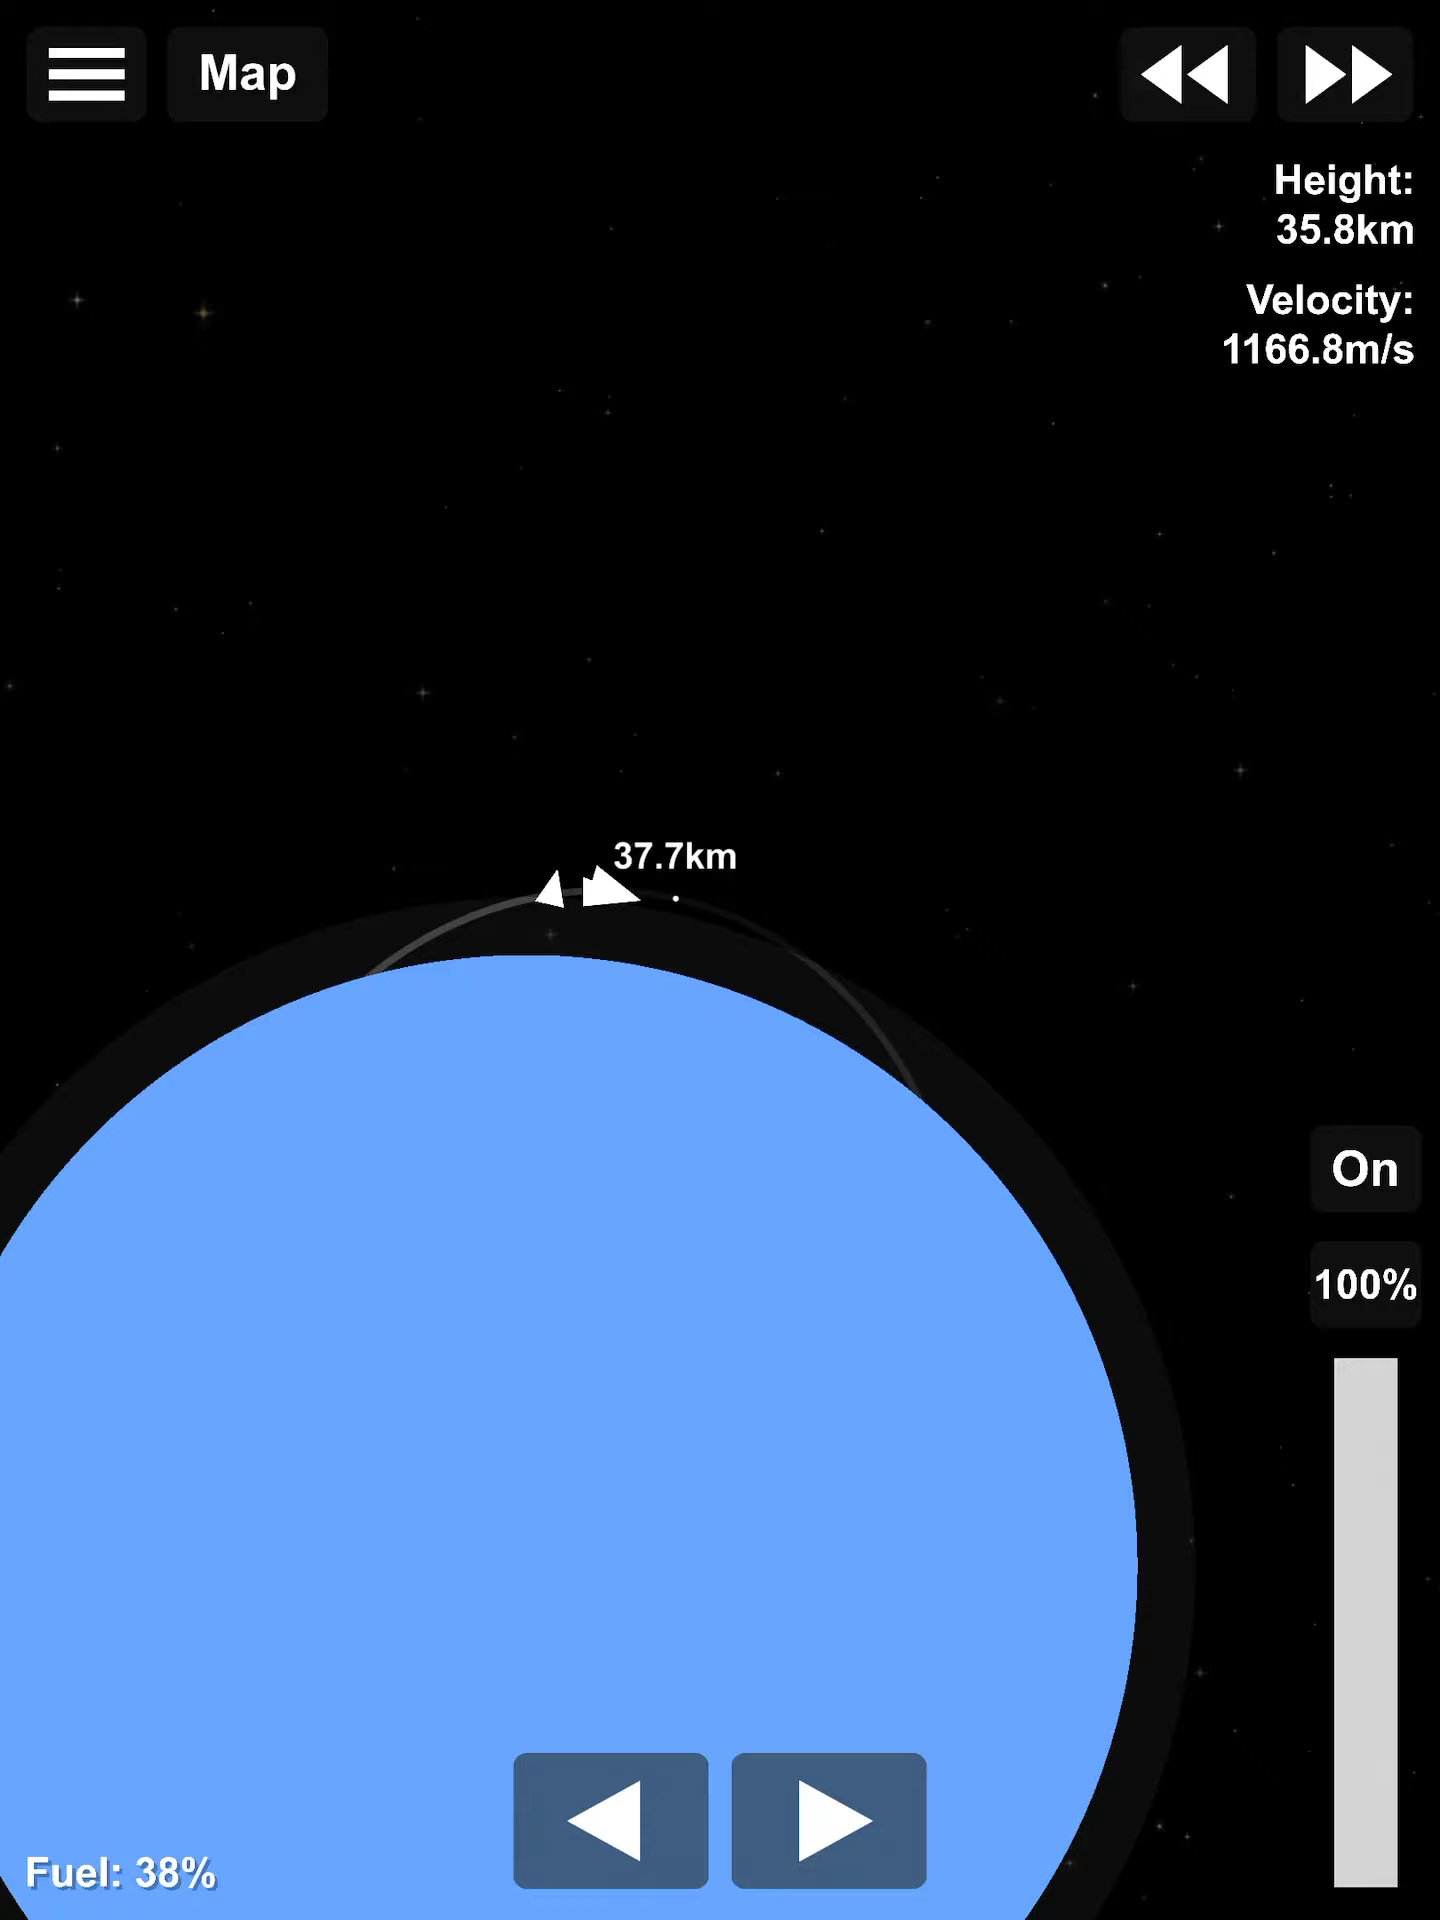 Map
Height:
35.8km
Velocity:
1166.8m/s
37.7km
On
100%
Fuel: 38%